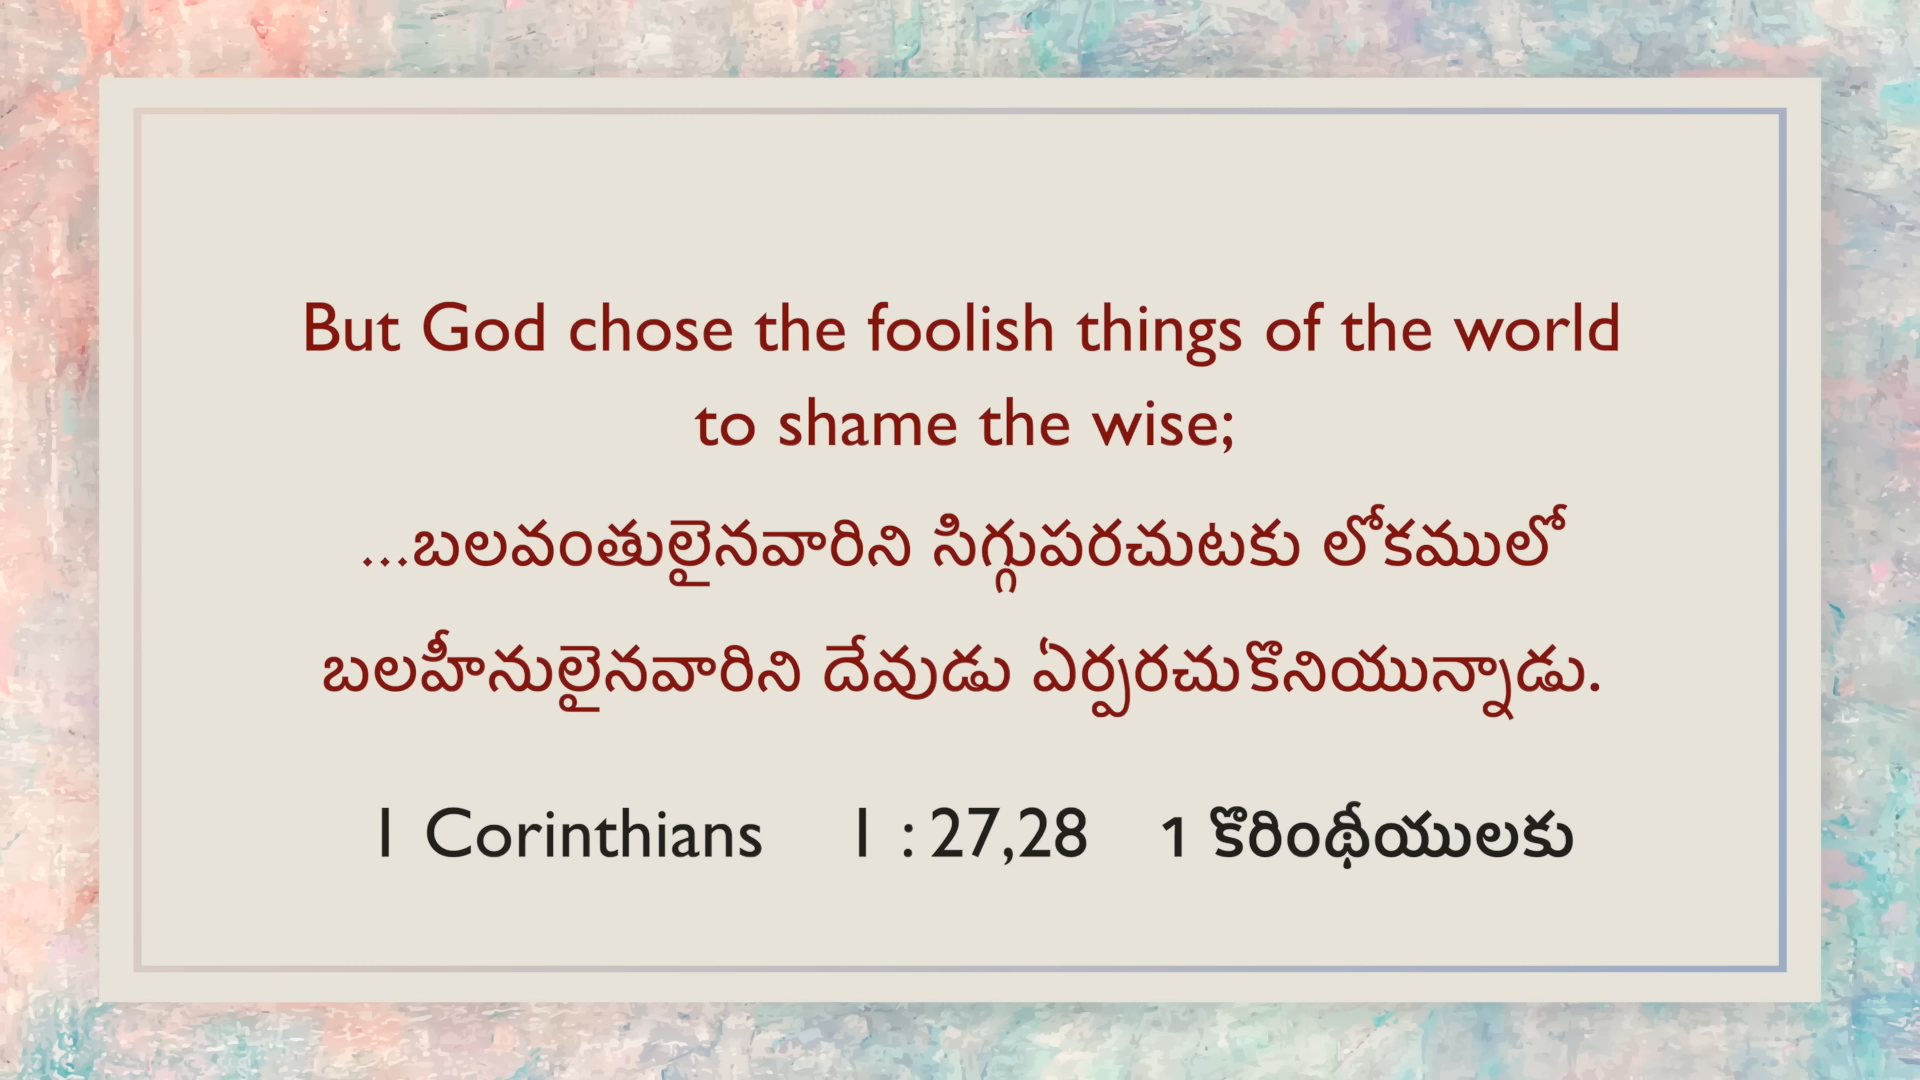 But God chose the foolish things of the world
to shame the wise;
...బలవంతులైనవారిని సిగ్గుపరచుటకు లోకములో
బలహీనులైనవారిని దేవుడు ఏర్పరచుకొనియున్నాడు.
1 Corinthians 1 : 27,28 1 కొరింథీయులకు